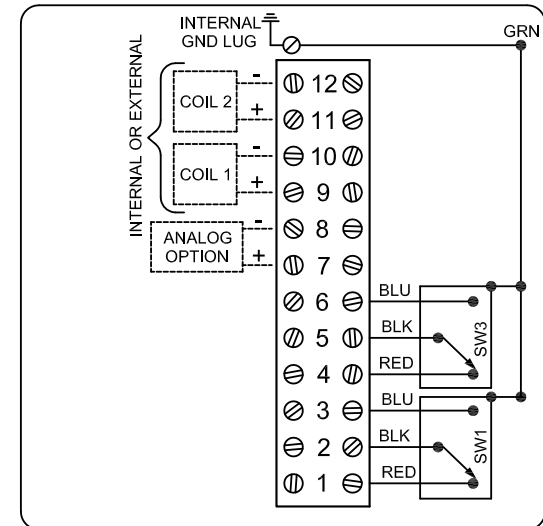 INTERNAL
GND LUG
GRN
INTERNAL OR EXTERNAL
COIL 2
-
+
COIL 1
-
+
ANALOG
OPTION
-
+
12
11
10
9
8
7
6
5
4
3
2
1
BLU
BLK
RED
SW3
BLU
BLK
RED
SW1